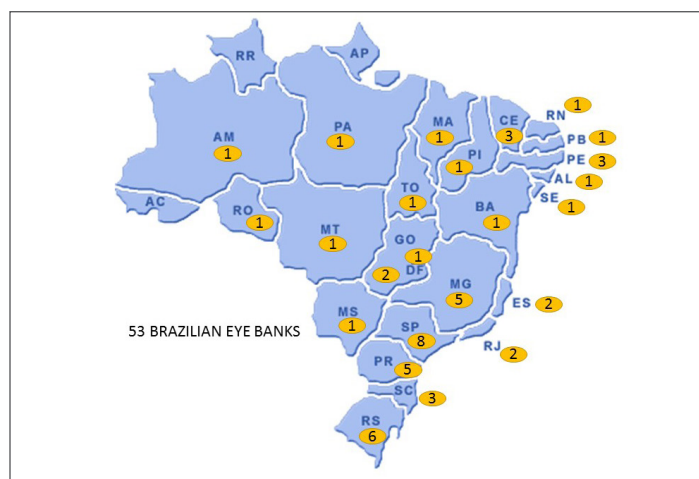 RR
AP
AM
1
PA
1
MA
1
PI
1
CE
3
RN
1
PB
1
PE
3
AL
1
SE
1
AC
RO
1
TO
1
BA
1
MT
1
GO
1
2
DF
MG
5
ES
2
MS
1
SP
8
RJ
2
53 BRAZILIAN EYE BANKS
PR
5
SC
3
RS
6